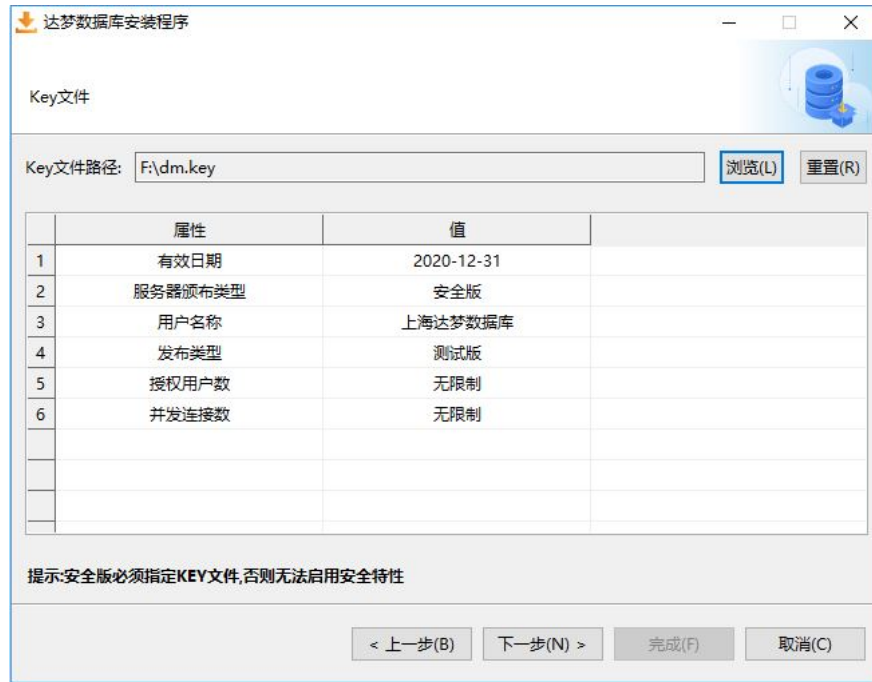 达梦数据库安装程序
Key文件
Key文件路径: F:\dm.key 浏览(L) 重置(R)
属性 值
1 有效日期 2020-12-31
2 服务器颁布类型 安全版
3 用户名称 上海达梦数据库
4 发布类型 测试版
5 授权用户数 无限制
6 并发连接数 无限制
提示:安全版必须指定KEY文件,否则无法启用安全特性
< 上一步(B) 下一步(N) > 完成(F) 取消(C)